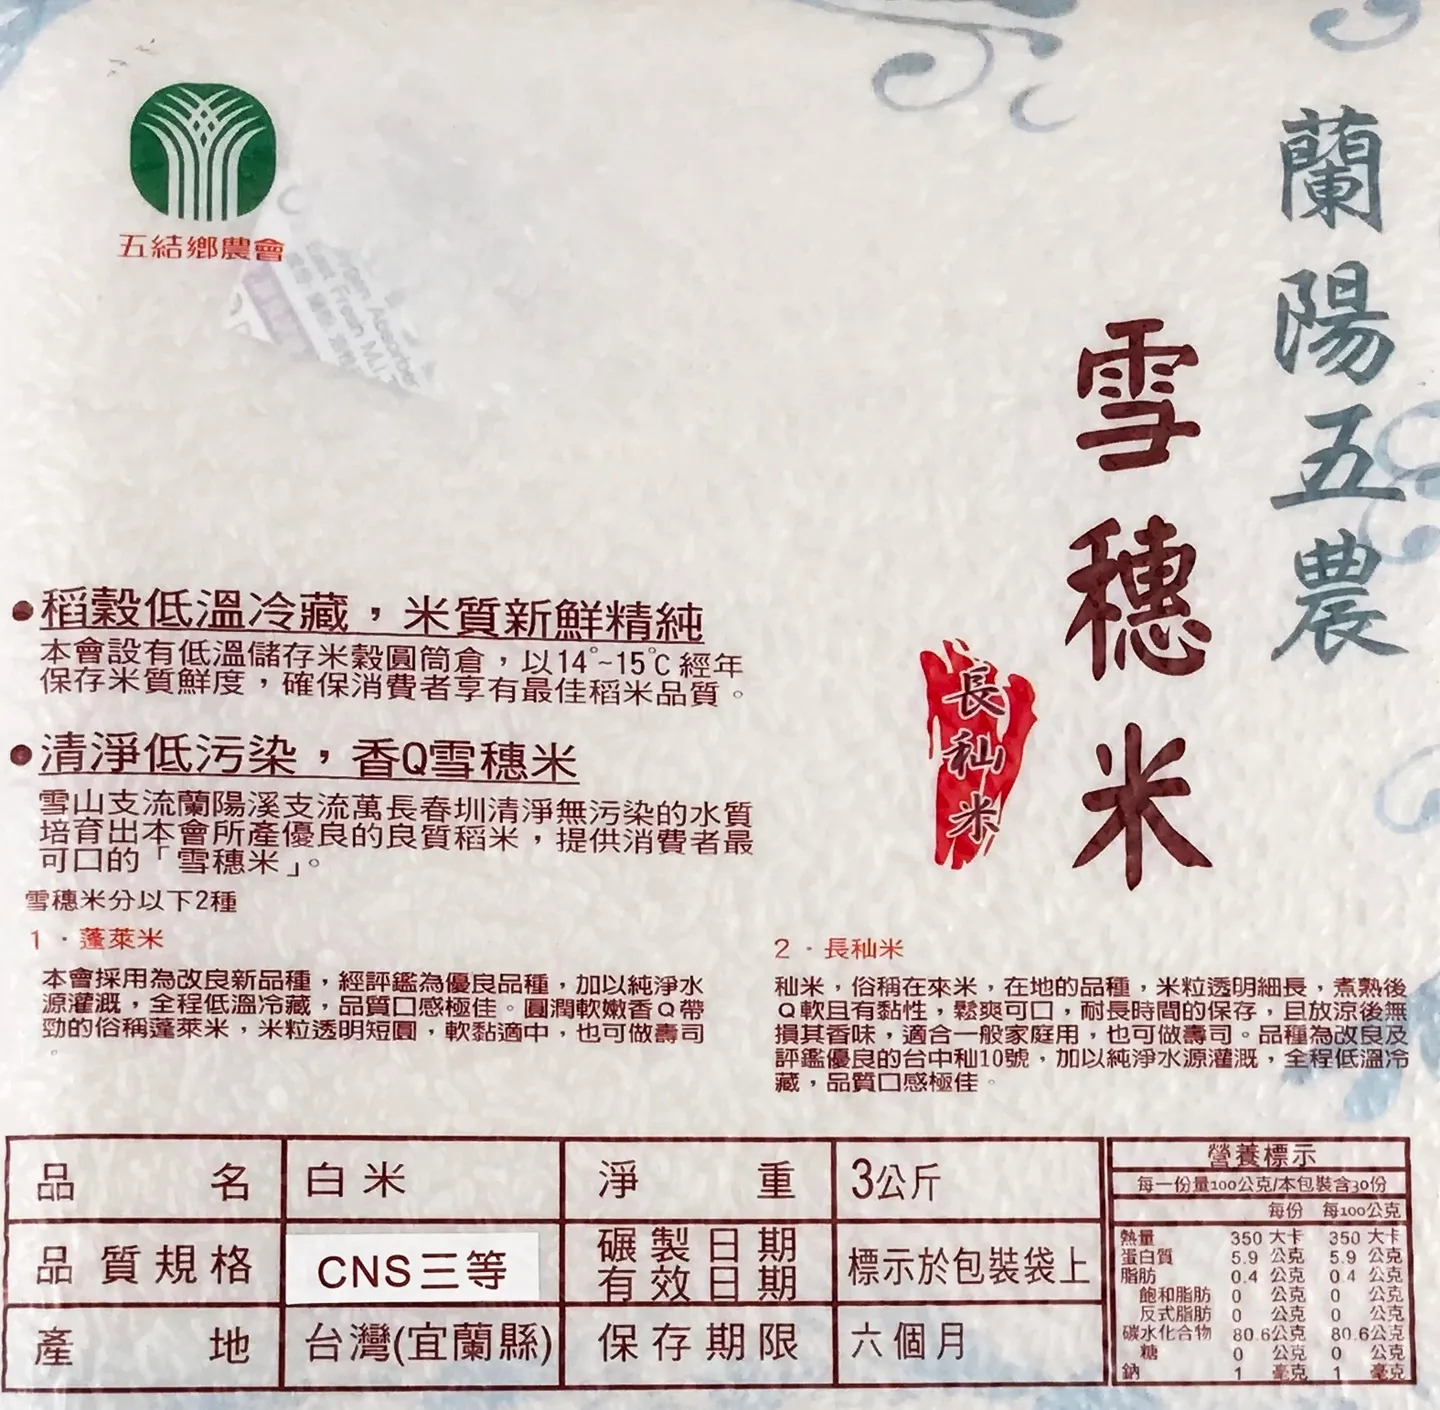 五結鄉農會
蘭陽五農
雪穗米
長秈米
●稻穀低溫冷藏，米質新鮮精純
本會設有低溫儲存米穀圓筒倉，以14°~15℃經年
保存米質鮮度，確保消費者享有最佳稻米品質。
●清淨低污染，香Q雪穗米
雪山支流蘭陽溪支流萬長春圳清淨無污染的水質
培育出本會所產優良的良質稻米，提供消費者最
可口的「雪穗米」。
雪穗米分以下2種
1．蓬萊米
本會採用為改良新品種，經評鑑為優良品種，加以純淨水
源灌溉，全程低溫冷藏，品質口感極佳。圓潤軟嫩香Q帶
勁的俗稱蓬萊米，米粒透明短圓，軟黏適中，也可做壽司
。
2．長秈米
秈米，俗稱在來米，在地的品種，米粒透明細長，煮熟後
Q軟且有黏性，鬆爽可口，耐長時間的保存，且放涼後無
損其香味，適合一般家庭用，也可做壽司。品種為改良及
評鑑優良的台中秈10號，加以純淨水源灌溉，全程低溫冷
藏，品質口感極佳。
品名 白米 淨重 3公斤
品質規格 CNS三等 碾製日期 有效日期 標示於包裝袋上
產地 台灣(宜蘭縣) 保存期限 六個月
營養標示
每一份量100公克/本包裝含30份
每份 每100公克
熱量 350 大卡 350 大卡
蛋白質 5.9 公克 5.9 公克
脂肪 0.4 公克 0.4 公克
飽和脂肪 0 公克 0 公克
反式脂肪 0 公克 0 公克
碳水化合物 80.6公克 80.6公克
糖 0 公克 0 公克
鈉 1 毫克 1 毫克